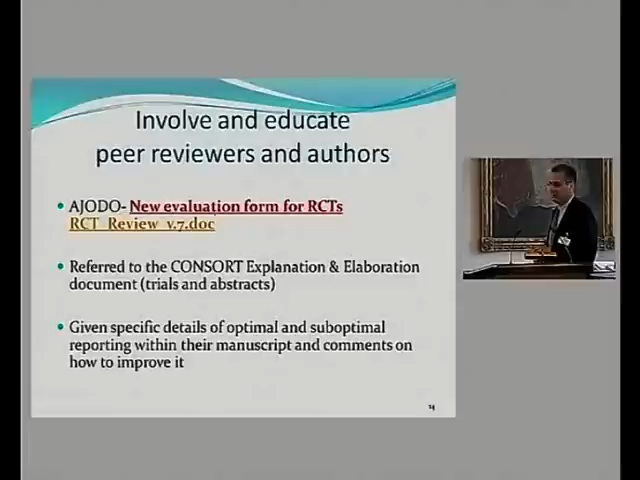 Involve and educate
peer reviewers and authors
• AJODO- New evaluation form for RCTs
RCT_Review_v.7.doc
• Referred to the CONSORT Explanation & Elaboration
document (trials and abstracts)
• Given specific details of optimal and suboptimal
reporting within their manuscript and comments on
how to improve it
14